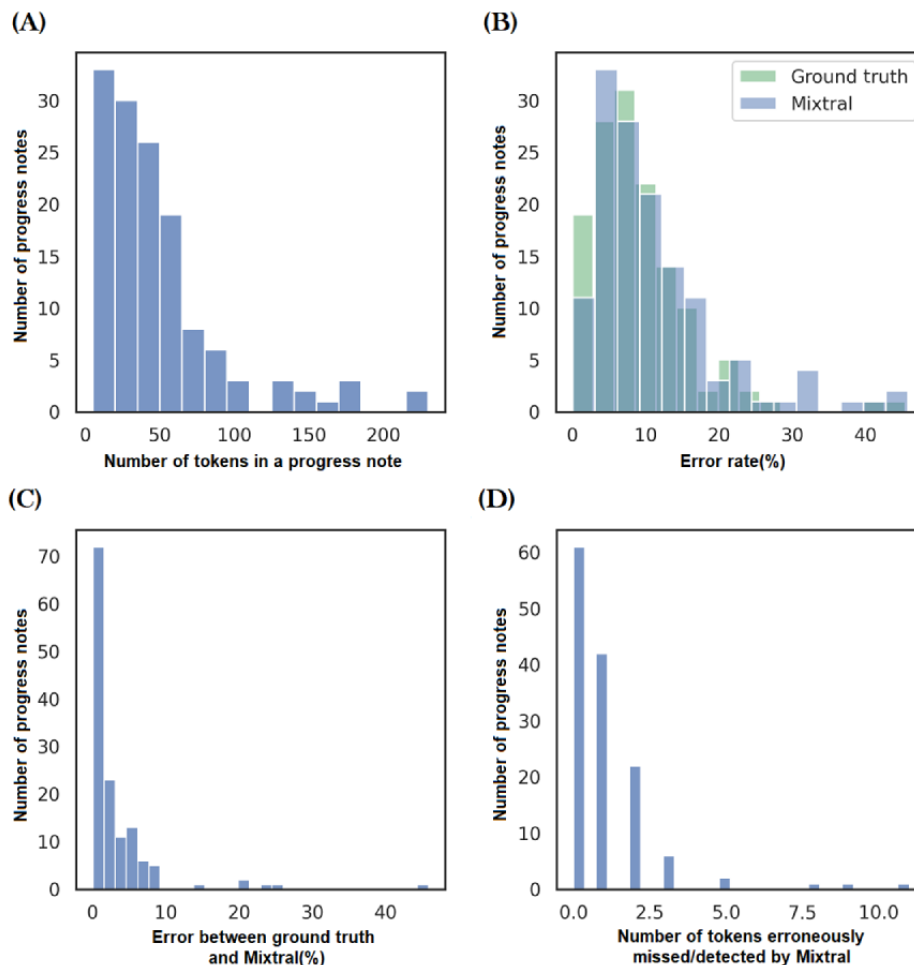 (A)
30
25
20
15
10
5
0
Number of progress notes
0 50 100 150 200
Number of tokens in a progress note
(B)
Ground truth
Mixtral
30
25
20
15
10
5
0
Number of progress notes
0 10 20 30 40
Error rate(%)
(C)
70
60
50
40
30
20
10
0
Number of progress notes
0 20 40
Error between ground truth
and Mixtral(%)
(D)
60
50
40
30
20
10
0
Number of progress notes
0.0 2.5 5.0 7.5 10.0
Number of tokens erroneously
missed/detected by Mixtral